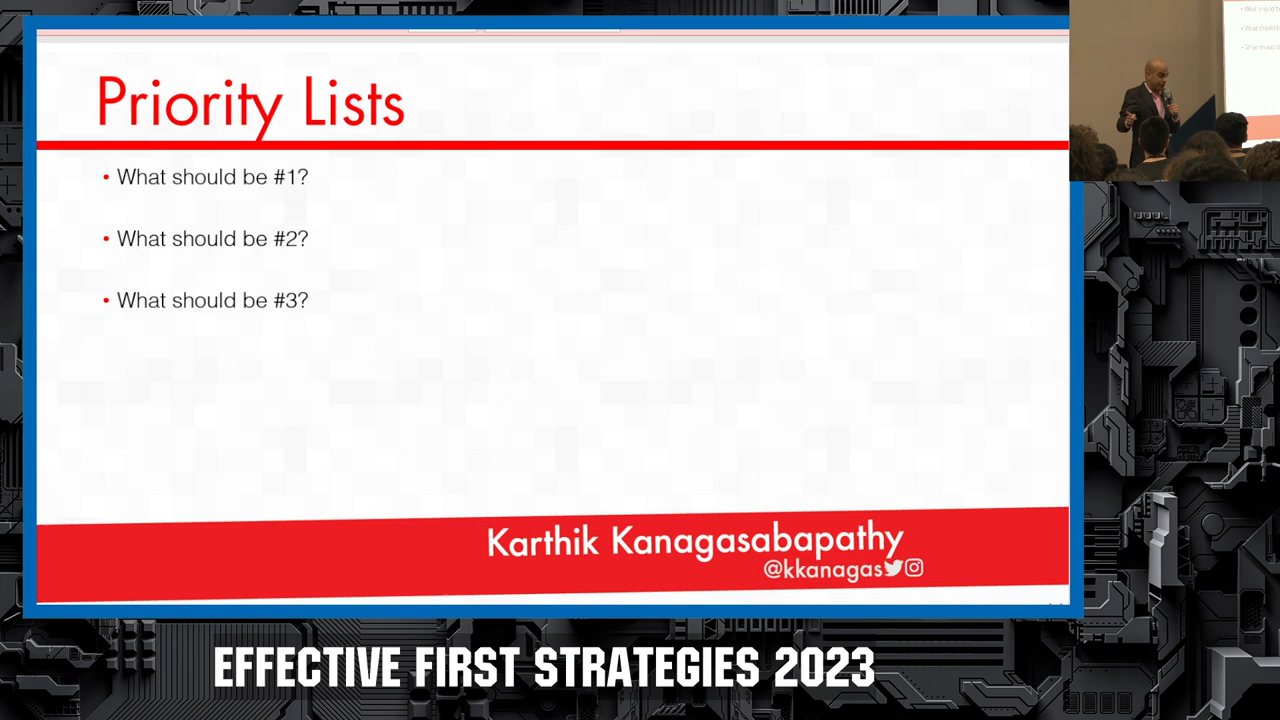 Priority Lists
• What should be #1?
• What should be #2?
• What should be #3?
Karthik Kanagasabapathy
@kkanagas
EFFECTIVE FIRST STRATEGIES 2023